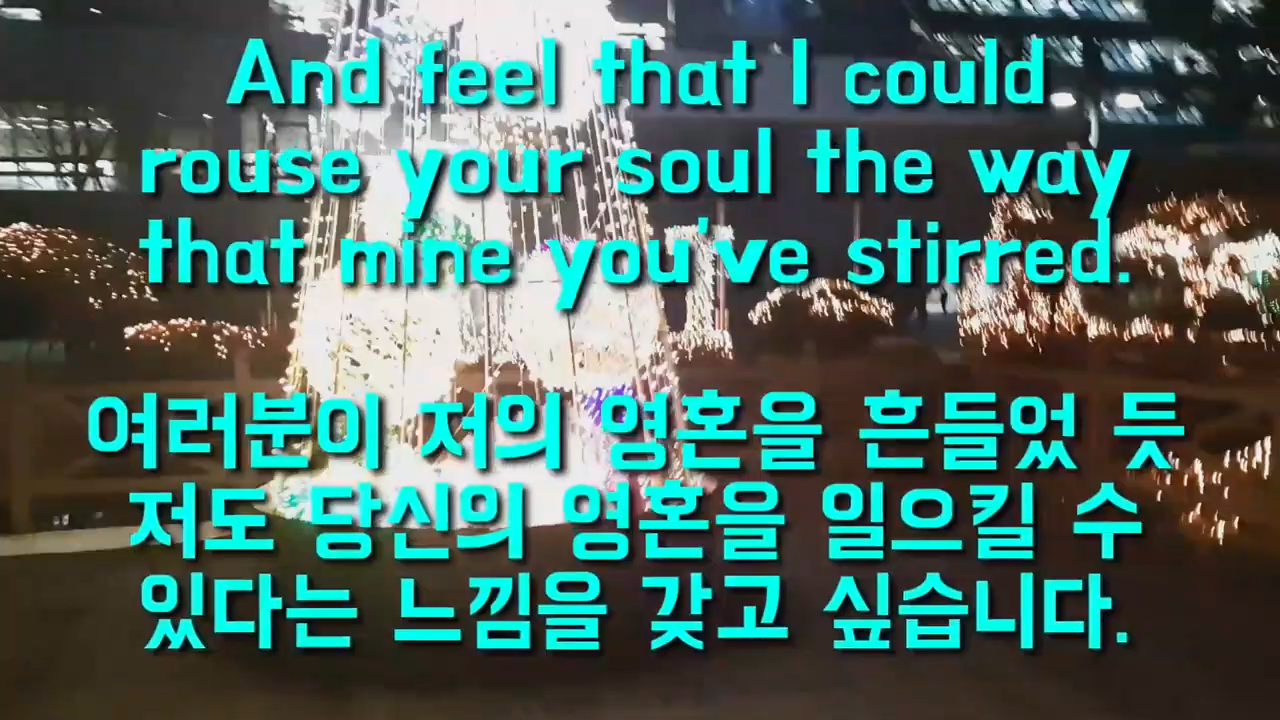 And feel that I could
rouse your soul the way
that mine you've stirred.
여러분이 저의 영혼을 흔들었 듯
저도 당신의 영혼을 일으킬 수
있다는 느낌을 갖고 싶습니다.